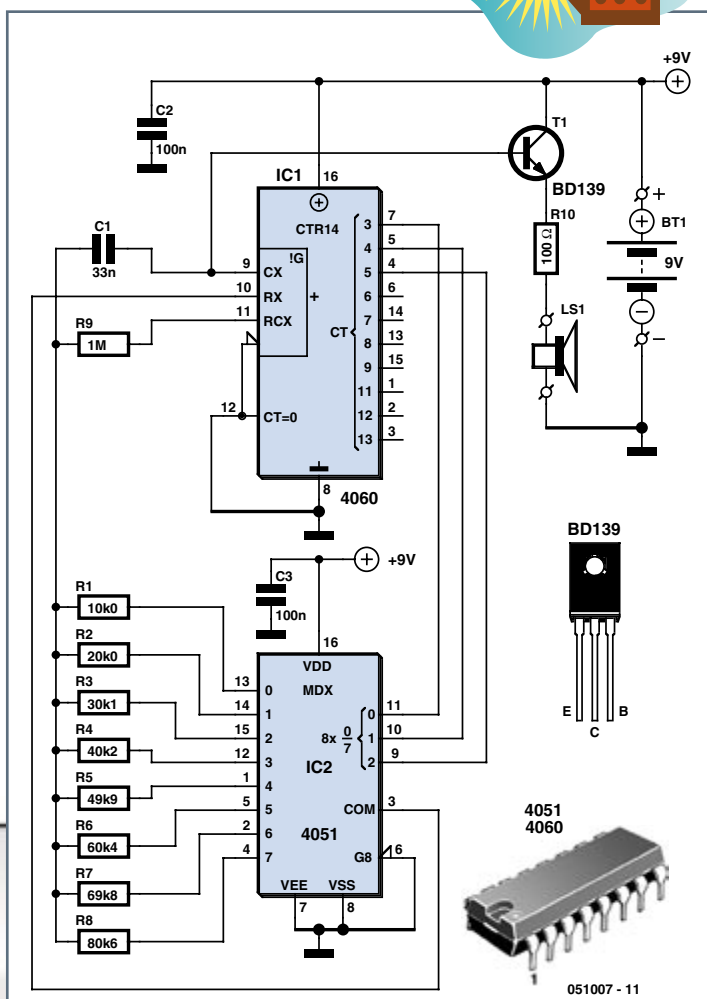 +9V
C2
100n
T1
BD139
R10
100 Ω
+
BT1
9V
−
LS1
IC1
16
CTR14
!G
+
C1
33n
9
CX
10
RX
11
RCX
R9
1M
12
CT=0
CT
3
7
4
5
5
4
6
6
7
14
8
13
9
15
11
1
12
2
13
3
8
4060
C3
100n
+9V
16
VDD
MDX
R1
10k0
R2
20k0
R3
30k1
R4
40k2
R5
49k9
R6
60k4
R7
69k8
R8
80k6
13
0
14
1
15
2
12
3
1
4
5
5
2
6
4
7
8x 0/7
0
11
1
10
2
9
IC2
COM
3
4051
G8
6
VEE
VSS
7
8
BD139
E
C
B
4051
4060
1
051007 - 11